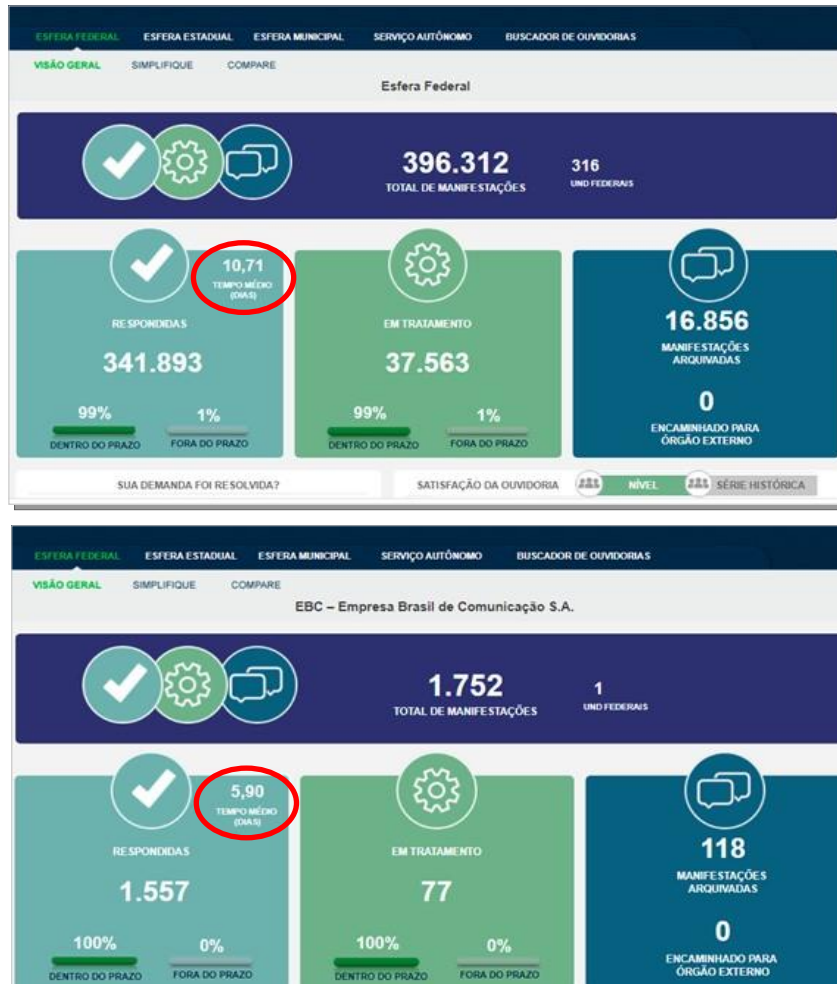 ESFERA FEDERAL ESFERA ESTADUAL ESFERA MUNICIPAL SERVIÇO AUTÔNOMO BUSCADOR DE OUVIDORIAS
VISÃO GERAL SIMPLIFIQUE COMPARE
Esfera Federal
396.312
TOTAL DE MANIFESTAÇÕES
316
UND FEDERAIS
10,71
TEMPO MÉDIO
(DIAS)
RESPONDIDAS
341.893
99%
DENTRO DO PRAZO
1%
FORA DO PRAZO
EM TRATAMENTO
37.563
99%
DENTRO DO PRAZO
1%
FORA DO PRAZO
16.856
MANIFESTAÇÕES
ARQUIVADAS
0
ENCAMINHADO PARA
ÓRGÃO EXTERNO
SUA DEMANDA FOI RESOLVIDA?
SATISFAÇÃO DA OUVIDORIA NÍVEL SÉRIE HISTÓRICA
ESFERA FEDERAL ESFERA ESTADUAL ESFERA MUNICIPAL SERVIÇO AUTÔNOMO BUSCADOR DE OUVIDORIAS
VISÃO GERAL SIMPLIFIQUE COMPARE
EBC – Empresa Brasil de Comunicação S.A.
1.752
TOTAL DE MANIFESTAÇÕES
1
UND FEDERAIS
5,90
TEMPO MÉDIO
(DIAS)
RESPONDIDAS
1.557
100%
DENTRO DO PRAZO
0%
FORA DO PRAZO
EM TRATAMENTO
77
100%
DENTRO DO PRAZO
0%
FORA DO PRAZO
118
MANIFESTAÇÕES
ARQUIVADAS
0
ENCAMINHADO PARA
ÓRGÃO EXTERNO